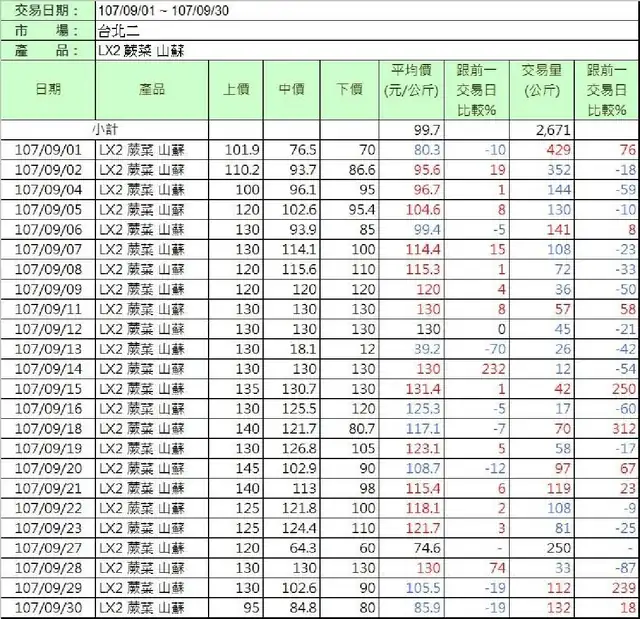 交易日期： 107/09/01 ~ 107/09/30
市 場： 台北二
產 品： LX2 蕨菜 山蘇
日期 產品 上價 中價 下價 平均價 (元/公斤) 跟前一 交易日 比較% 交易量 (公斤) 跟前一 交易日 比較%
小計 99.7 2,671
107/09/01 LX2 蕨菜 山蘇 101.9 76.5 70 80.3 -10 429 76
107/09/02 LX2 蕨菜 山蘇 110.2 93.7 86.6 95.6 19 352 -18
107/09/04 LX2 蕨菜 山蘇 100 96.1 95 96.7 1 144 -59
107/09/05 LX2 蕨菜 山蘇 120 102.6 95.4 104.6 8 130 -10
107/09/06 LX2 蕨菜 山蘇 130 93.9 85 99.4 -5 141 8
107/09/07 LX2 蕨菜 山蘇 130 114.1 100 114.4 15 108 -23
107/09/08 LX2 蕨菜 山蘇 120 115.6 110 115.3 1 72 -33
107/09/09 LX2 蕨菜 山蘇 120 120 120 120 4 36 -50
107/09/11 LX2 蕨菜 山蘇 130 130 130 130 8 57 58
107/09/12 LX2 蕨菜 山蘇 130 130 130 130 0 45 -21
107/09/13 LX2 蕨菜 山蘇 130 18.1 12 39.2 -70 26 -42
107/09/14 LX2 蕨菜 山蘇 130 130 130 130 232 12 -54
107/09/15 LX2 蕨菜 山蘇 135 130.7 130 131.4 1 42 250
107/09/16 LX2 蕨菜 山蘇 130 125.5 120 125.3 -5 17 -60
107/09/18 LX2 蕨菜 山蘇 140 121.7 80.7 117.1 -7 70 312
107/09/19 LX2 蕨菜 山蘇 130 126.8 105 123.1 5 58 -17
107/09/20 LX2 蕨菜 山蘇 145 102.9 90 108.7 -12 97 67
107/09/21 LX2 蕨菜 山蘇 140 113 98 115.4 6 119 23
107/09/22 LX2 蕨菜 山蘇 125 121.8 100 118.1 2 108 -9
107/09/23 LX2 蕨菜 山蘇 125 124.4 110 121.7 3 81 -25
107/09/27 LX2 蕨菜 山蘇 120 64.3 60 74.6 - 250 -
107/09/28 LX2 蕨菜 山蘇 130 130 130 130 74 33 -87
107/09/29 LX2 蕨菜 山蘇 130 102.6 90 105.5 -19 112 239
107/09/30 LX2 蕨菜 山蘇 95 84.8 80 85.9 -19 132 18